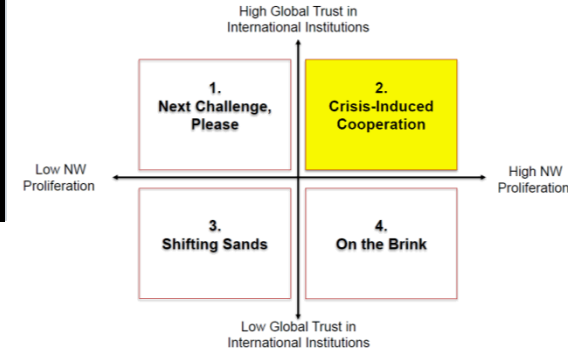 High Global Trust in
International Institutions
1.
Next Challenge,
Please
2.
Crisis-Induced
Cooperation
Low NW
Proliferation
High NW
Proliferation
3.
Shifting Sands
4.
On the Brink
Low Global Trust in
International Institutions